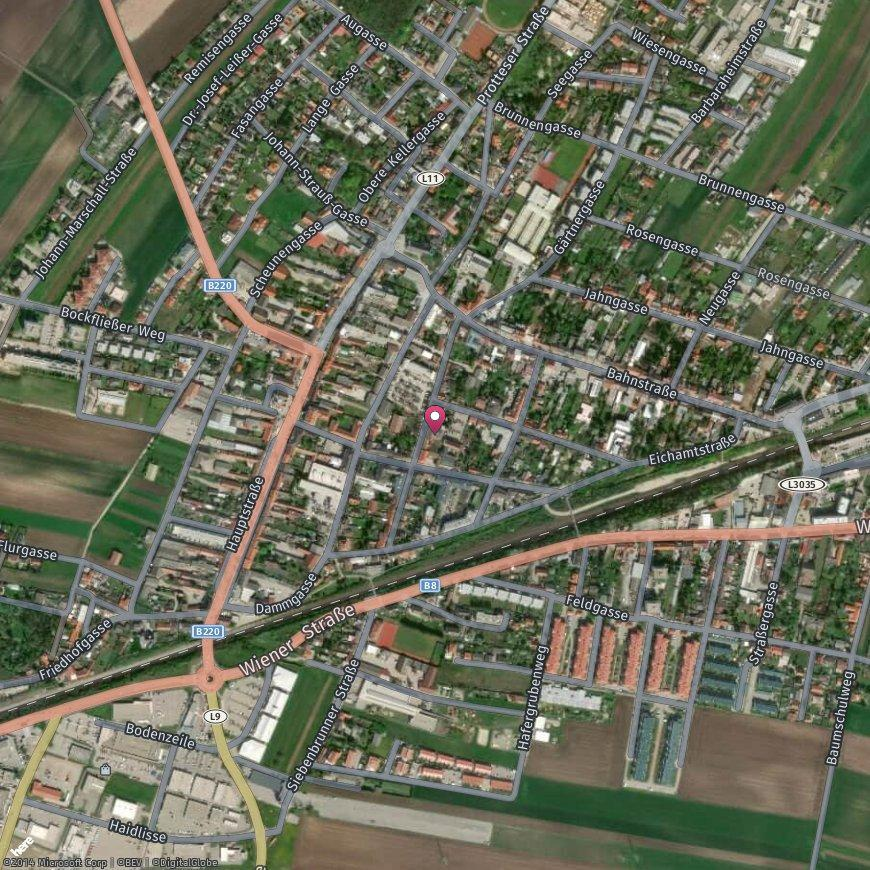 Remisengasse
Dr.-Josef-Leißer-Gasse
Augasse
Protteser Straße
Wiesengasse
Seegasse
Barbaraheimstraße
Fasangasse
Lange Gasse
Brunnengasse
Obere Kellergasse
Johann-Strauß-Gasse
Johann-Marschall-Straße
L11
Brunnengasse
Gärtnergasse
Scheunengasse
Rosengasse
Rosengasse
B220
Bockfließer Weg
Jahngasse
Neugasse
Jahngasse
Bahnstraße
Eichamtstraße
L3035
Hauptstraße
W
Flurgasse
B8
Dammgasse
Feldgasse
Wiener Straße
B220
Friedhofgasse
Straßergasse
L9
Siebenbrunner Straße
Häfergrubenweg
Baumschulweg
Bodenzeile
Haidlisse
here
©2014 Microsoft Corp | ©BEV | ©DigitalGlobe